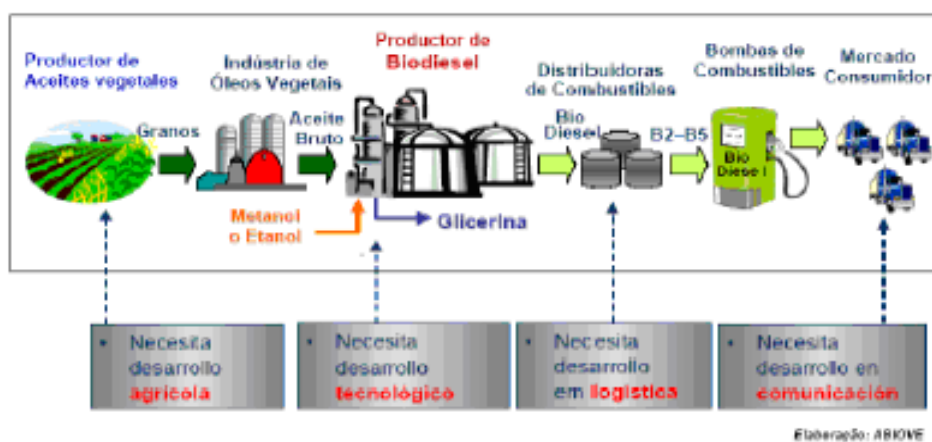 Productor de
Aceites vegetales
Indústria de
Óleos Vegetais
Productor de
Biodiesel
Distribuidoras
de Combustibles
Bombas de
Combustibles
Mercado
Consumidor
Granos
Aceite
Bruto
Bio
Diesel
B2–B5
Bio
Diesel
Metanol
o Etanol
Glicerina
• Necesita
desarrollo
agrícola
• Necesita
desarrollo
tecnológico
• Necesita
desarrollo
em logística
• Necesita
desarrollo en
comunicación
Elaboração: ABIOVE